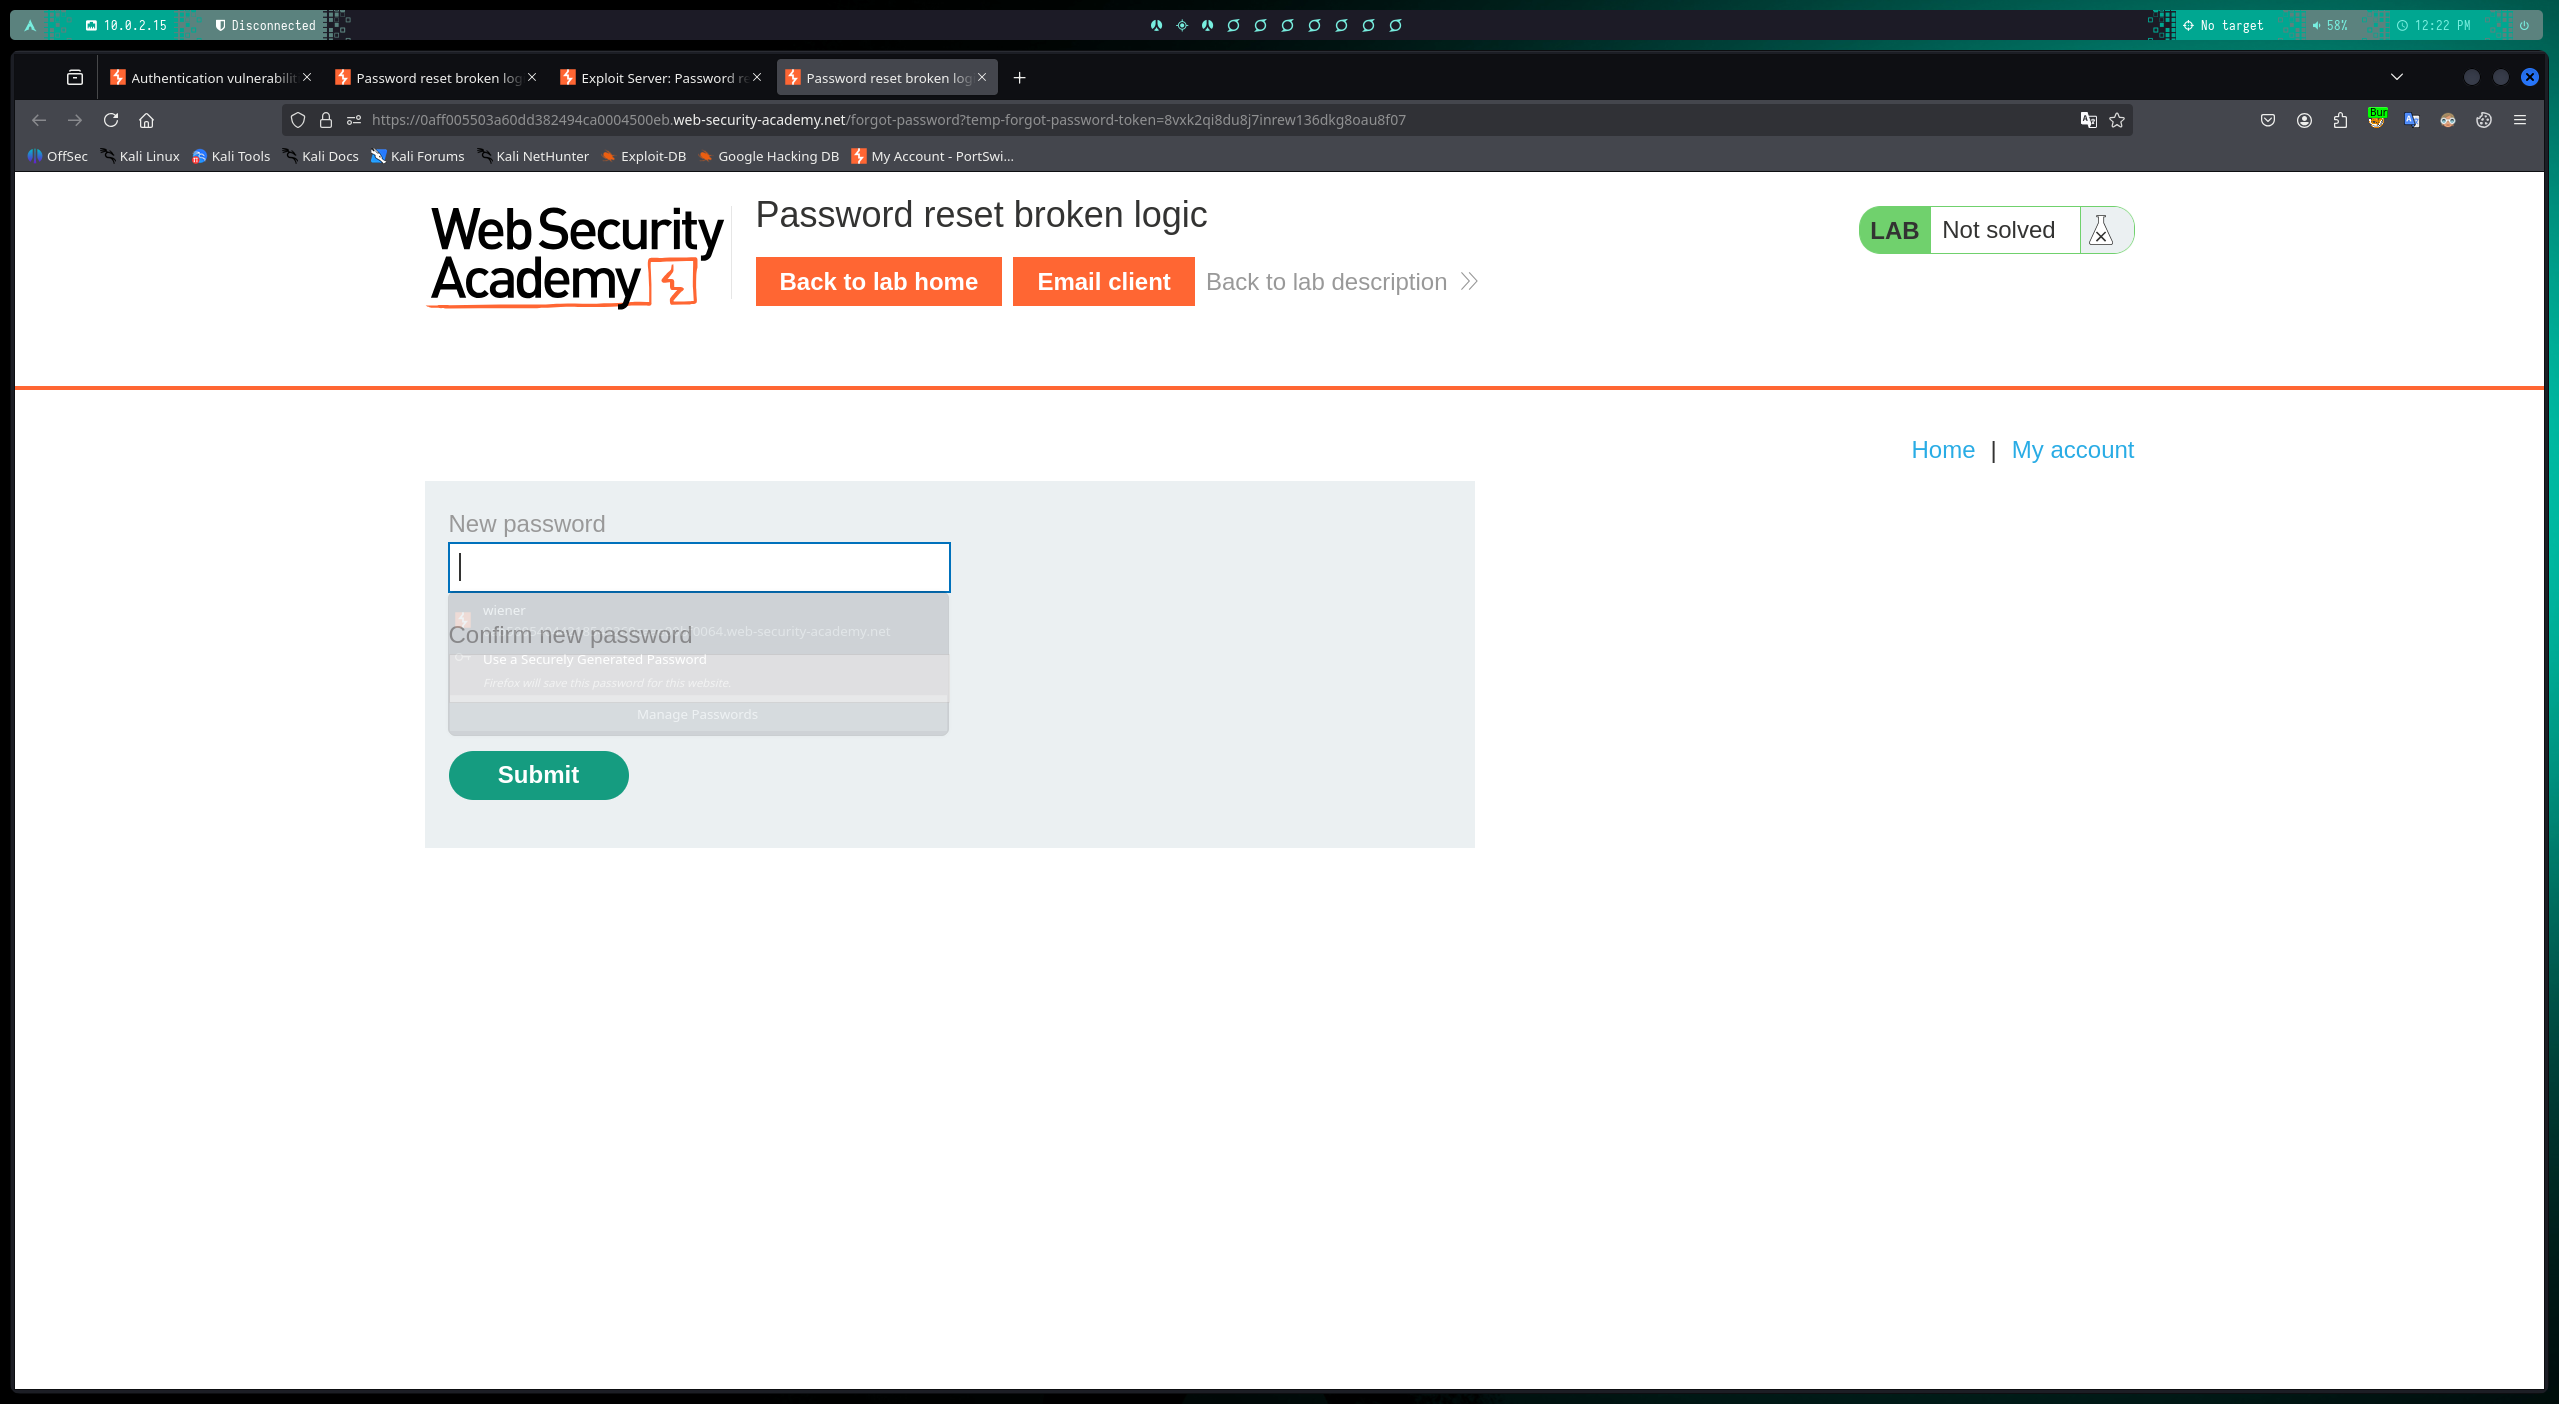 10.0.2.15 Disconnected No target 58% 12:22 PM
Authentication vulnerabilit Password reset broken log Exploit Server: Password re Password reset broken log
https://0aff005503a60dd382494ca0004500eb.web-security-academy.net/forgot-password?temp-forgot-password-token=8vxk2qi8du8j7inrew136dkg8oau8f07
Bur
OffSec Kali Linux Kali Tools Kali Docs Kali Forums Kali NetHunter Exploit-DB Google Hacking DB My Account - PortSwi...
WebSecurity
Academy
Password reset broken logic
Back to lab home Email client Back to lab description
LAB Not solved
Home | My account
New password
wiener
Confirm new password
0064.web-security-academy.net
Use a Securely Generated Password
Firefox will save this password for this website.
Manage Passwords
Submit